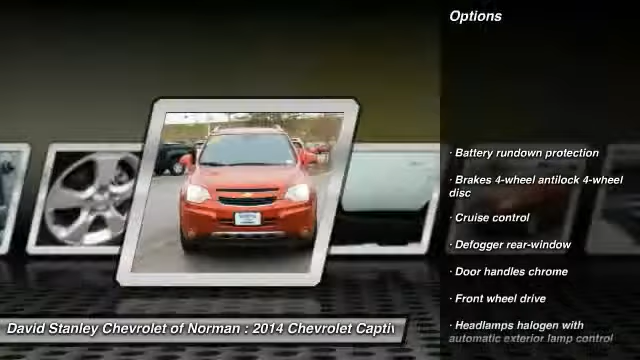 Options
· Battery rundown protection
· Brakes 4-wheel antilock 4-wheel
disc
· Cruise control
· Defogger rear-window
· Door handles chrome
· Front wheel drive
· Headlamps halogen with
automatic exterior lamp control
David Stanley Chevrolet of Norman : 2014 Chevrolet Captiv